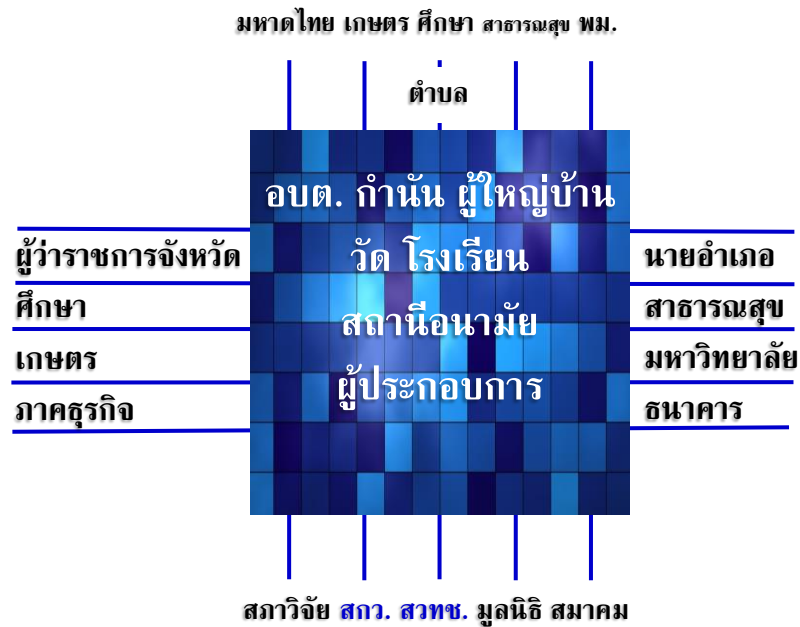 มหาดไทย เกษตร ศึกษา สาธารณสุข พม.
ตำบล
อบต. กำนัน ผู้ใหญ่บ้าน
วัด โรงเรียน
สถานีอนามัย
ผู้ประกอบการ
ผู้ว่าราชการจังหวัด
ศึกษา
เกษตร
ภาคธุรกิจ
นายอำเภอ
สาธารณสุข
มหาวิทยาลัย
ธนาคาร
สภาวิจัย สกว. สวทช. มูลนิธิ สมาคม